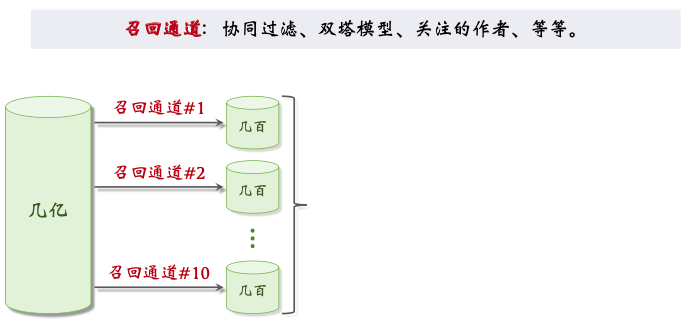 召回通道：协同过滤、双塔模型、关注的作者、等等。
召回通道#1
几百
召回通道#2
几百
几亿
召回通道#10
几百